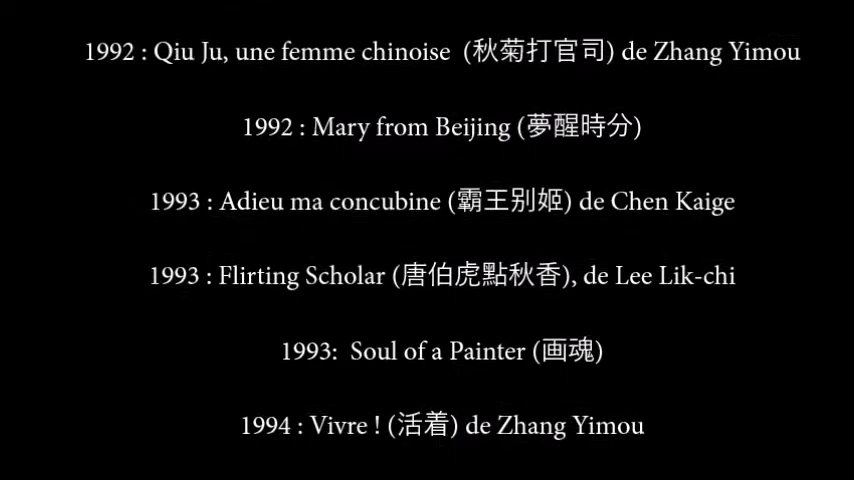 1992 : Qiu Ju, une femme chinoise (秋菊打官司) de Zhang Yimou
1992 : Mary from Beijing (夢醒時分)
1993 : Adieu ma concubine (霸王别姬) de Chen Kaige
1993 : Flirting Scholar (唐伯虎點秋香), de Lee Lik-chi
1993: Soul of a Painter (画魂)
1994 : Vivre ! (活着) de Zhang Yimou